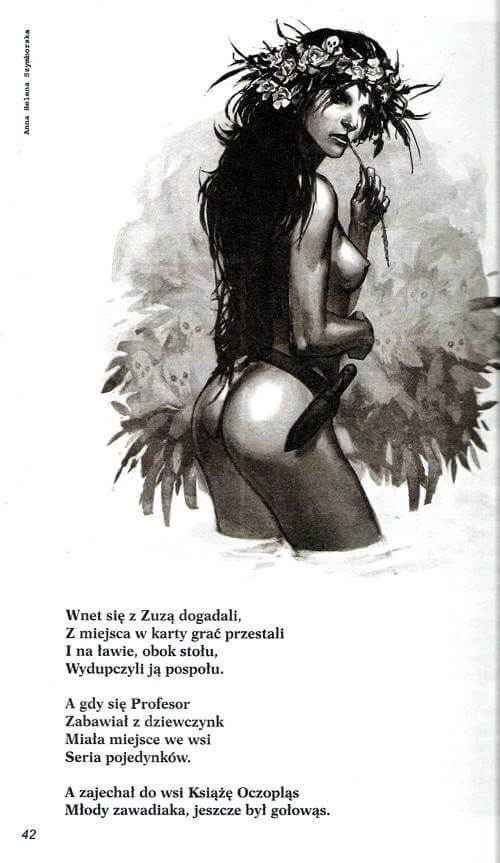 Anna Helena Szymborska
Wnet się z Zuzą dogadali,
Z miejsca w karty grać przestali
I na ławie, obok stołu,
Wydupczyli ją pospołu.
A gdy się Profesor
Zabawiał z dziewczynk
Miała miejsce we wsi
Seria pojedynków.
A zajechał do wsi Książę Oczopląs
Młody zawadiaka, jeszcze był gołowąs.
42